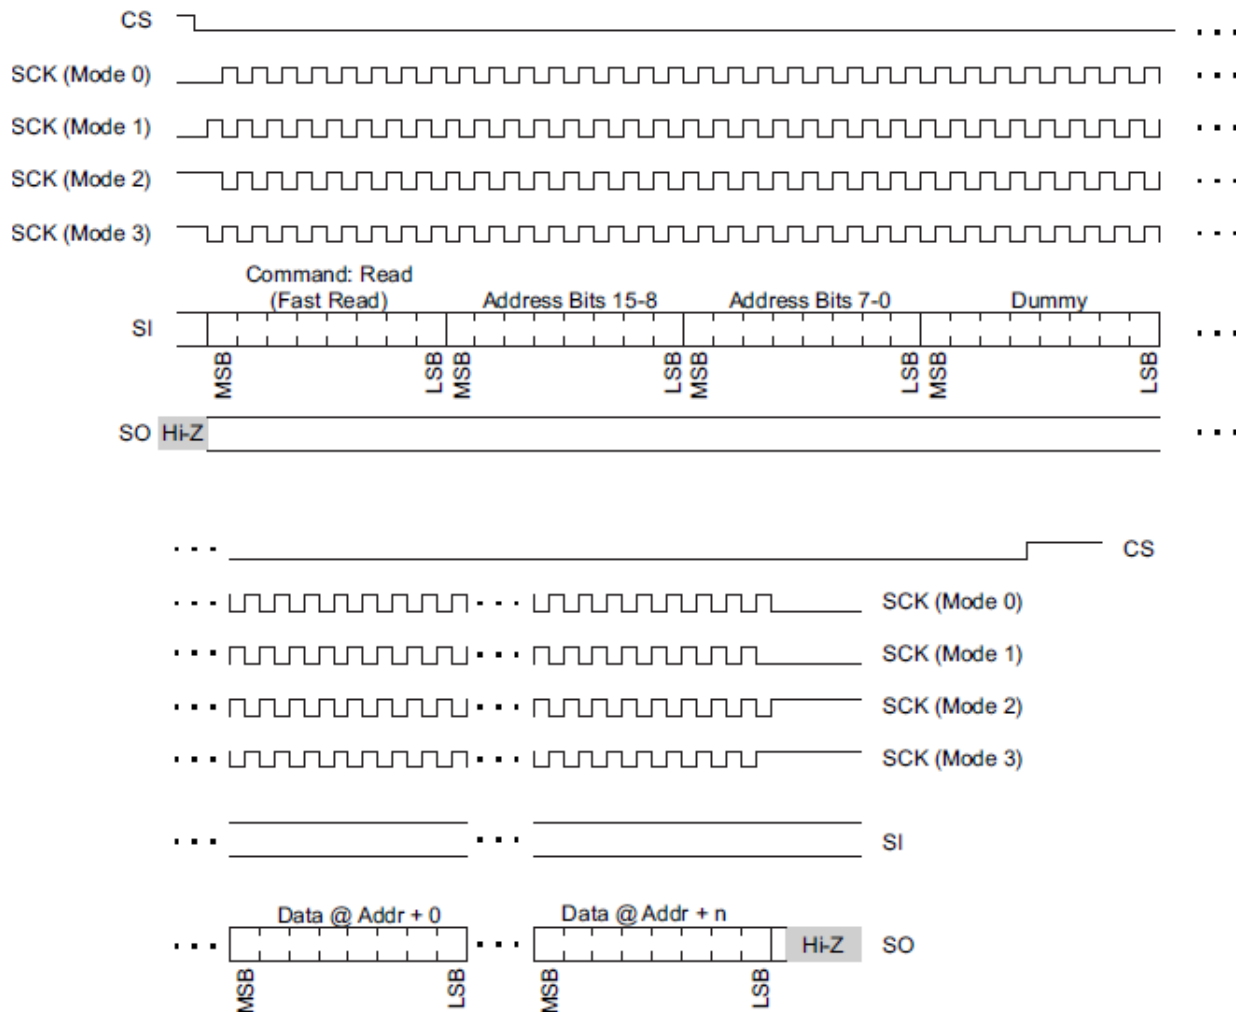 CS
SCK (Mode 0)
SCK (Mode 1)
SCK (Mode 2)
SCK (Mode 3)
Command: Read
(Fast Read) Address Bits 15-8 Address Bits 7-0 Dummy
SI
MSB LSB MSB LSB MSB LSB MSB LSB
SO Hi-Z
CS
SCK (Mode 0)
SCK (Mode 1)
SCK (Mode 2)
SCK (Mode 3)
SI
Data @ Addr + 0 Data @ Addr + n
Hi-Z SO
MSB LSB MSB LSB